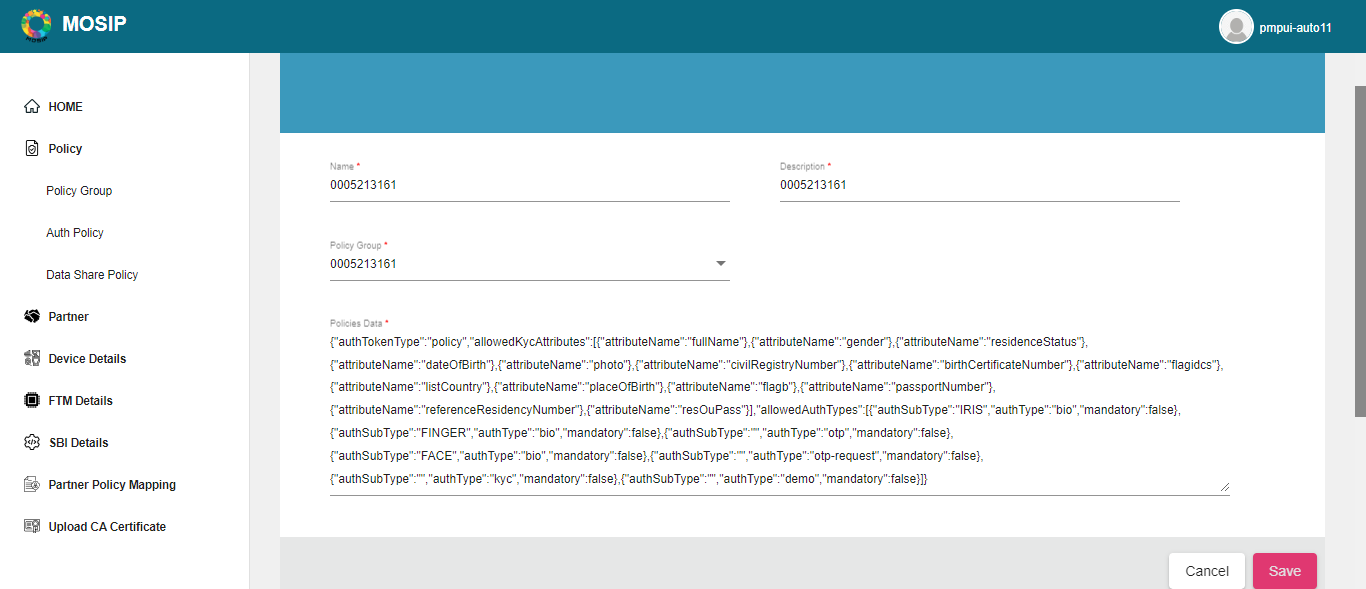 MOSIP
MOSIP
pmpui-auto11
HOME
Policy
Policy Group
Auth Policy
Data Share Policy
Partner
Device Details
FTM Details
SBI Details
Partner Policy Mapping
Upload CA Certificate
Name *
0005213161
Description *
0005213161
Policy Group *
0005213161
Policies Data *
{"authTokenType":"policy","allowedKycAttributes":[{"attributeName":"fullName"},{"attributeName":"gender"},{"attributeName":"residenceStatus"},
{"attributeName":"dateOfBirth"},{"attributeName":"photo"},{"attributeName":"civilRegistryNumber"},{"attributeName":"birthCertificateNumber"},{"attributeName":"flagidcs"},
{"attributeName":"listCountry"},{"attributeName":"placeOfBirth"},{"attributeName":"flagb"},{"attributeName":"passportNumber"},
{"attributeName":"referenceResidencyNumber"},{"attributeName":"resOuPass"}],"allowedAuthTypes":[{"authSubType":"IRIS","authType":"bio","mandatory":false},
{"authSubType":"FINGER","authType":"bio","mandatory":false},{"authSubType":"","authType":"otp","mandatory":false},
{"authSubType":"FACE","authType":"bio","mandatory":false},{"authSubType":"","authType":"otp-request","mandatory":false},
{"authSubType":"","authType":"kyc","mandatory":false},{"authSubType":"","authType":"demo","mandatory":false}]}
Cancel
Save